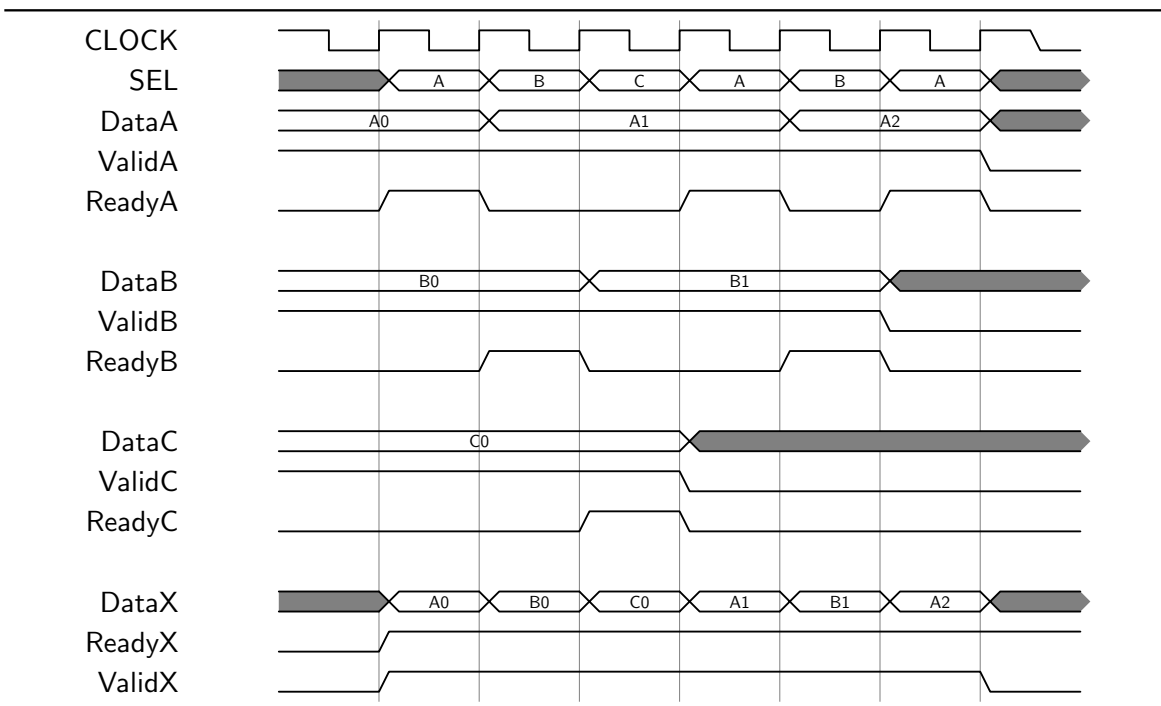 CLOCK
SEL A B C A B A
DataA A0 A1 A2
ValidA
ReadyA
DataB B0 B1
ValidB
ReadyB
DataC C0
ValidC
ReadyC
DataX A0 B0 C0 A1 B1 A2
ReadyX
ValidX